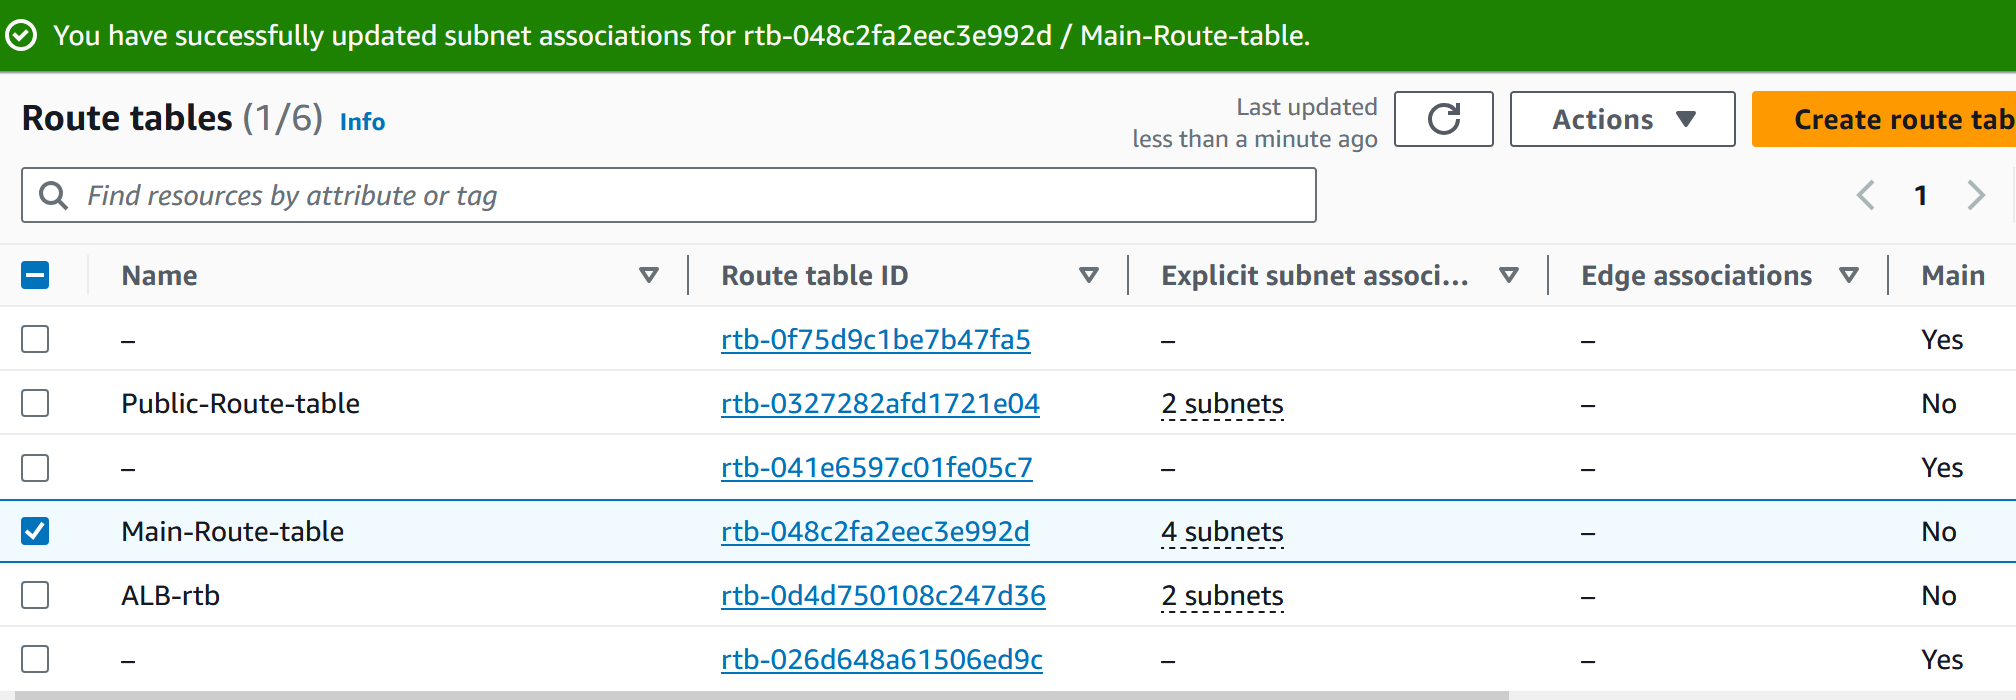 You have successfully updated subnet associations for rtb-048c2fa2eec3e992d / Main-Route-table.
Route tables (1/6) Info
Last updated
less than a minute ago
Actions
Create route tab
Find resources by attribute or tag
1
Name Route table ID Explicit subnet associ... Edge associations Main
– rtb-0f75d9c1be7b47fa5 – – Yes
Public-Route-table rtb-0327282afd1721e04 2 subnets – No
– rtb-041e6597c01fe05c7 – – Yes
Main-Route-table rtb-048c2fa2eec3e992d 4 subnets – No
ALB-rtb rtb-0d4d750108c247d36 2 subnets – No
– rtb-026d648a61506ed9c – – Yes